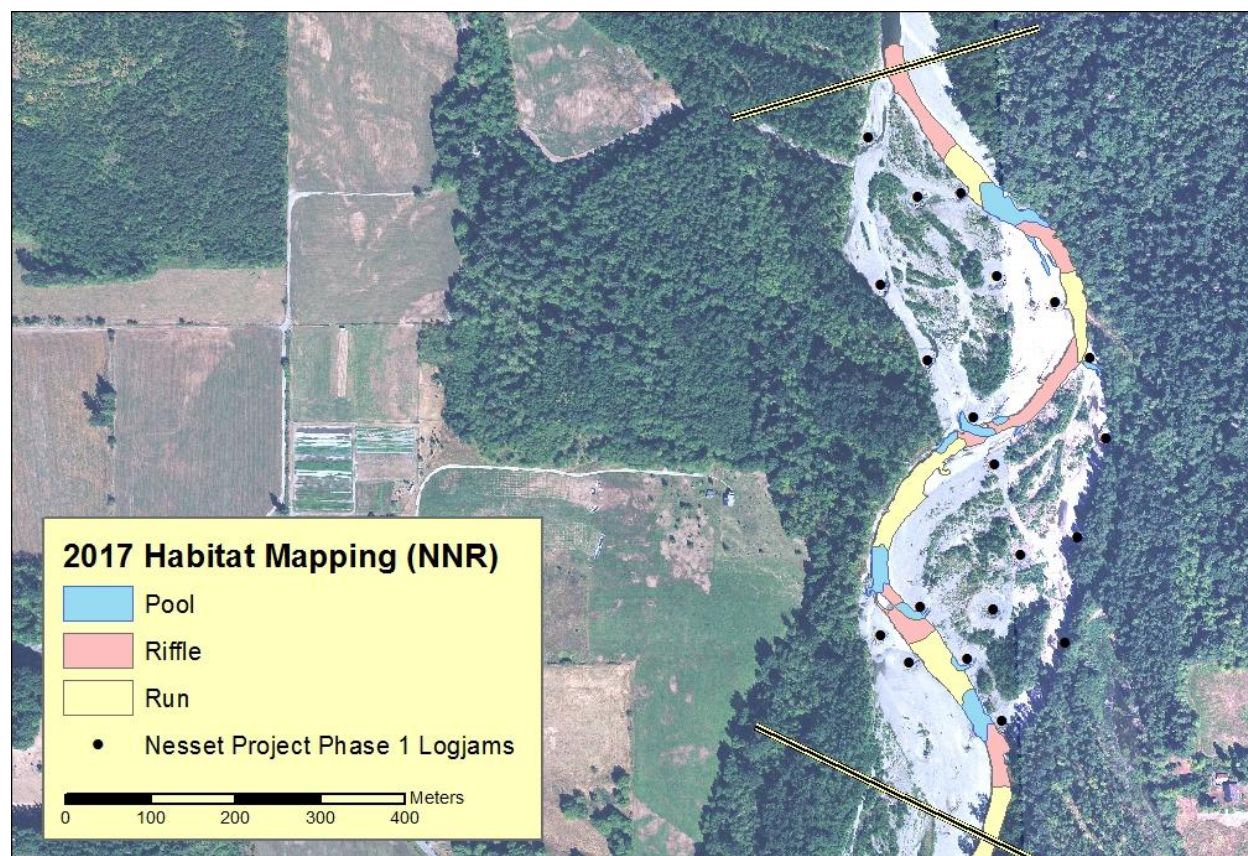 2017 Habitat Mapping (NNR)
Pool
Riffle
Run
Nesset Project Phase 1 Logjams
Meters
0 100 200 300 400